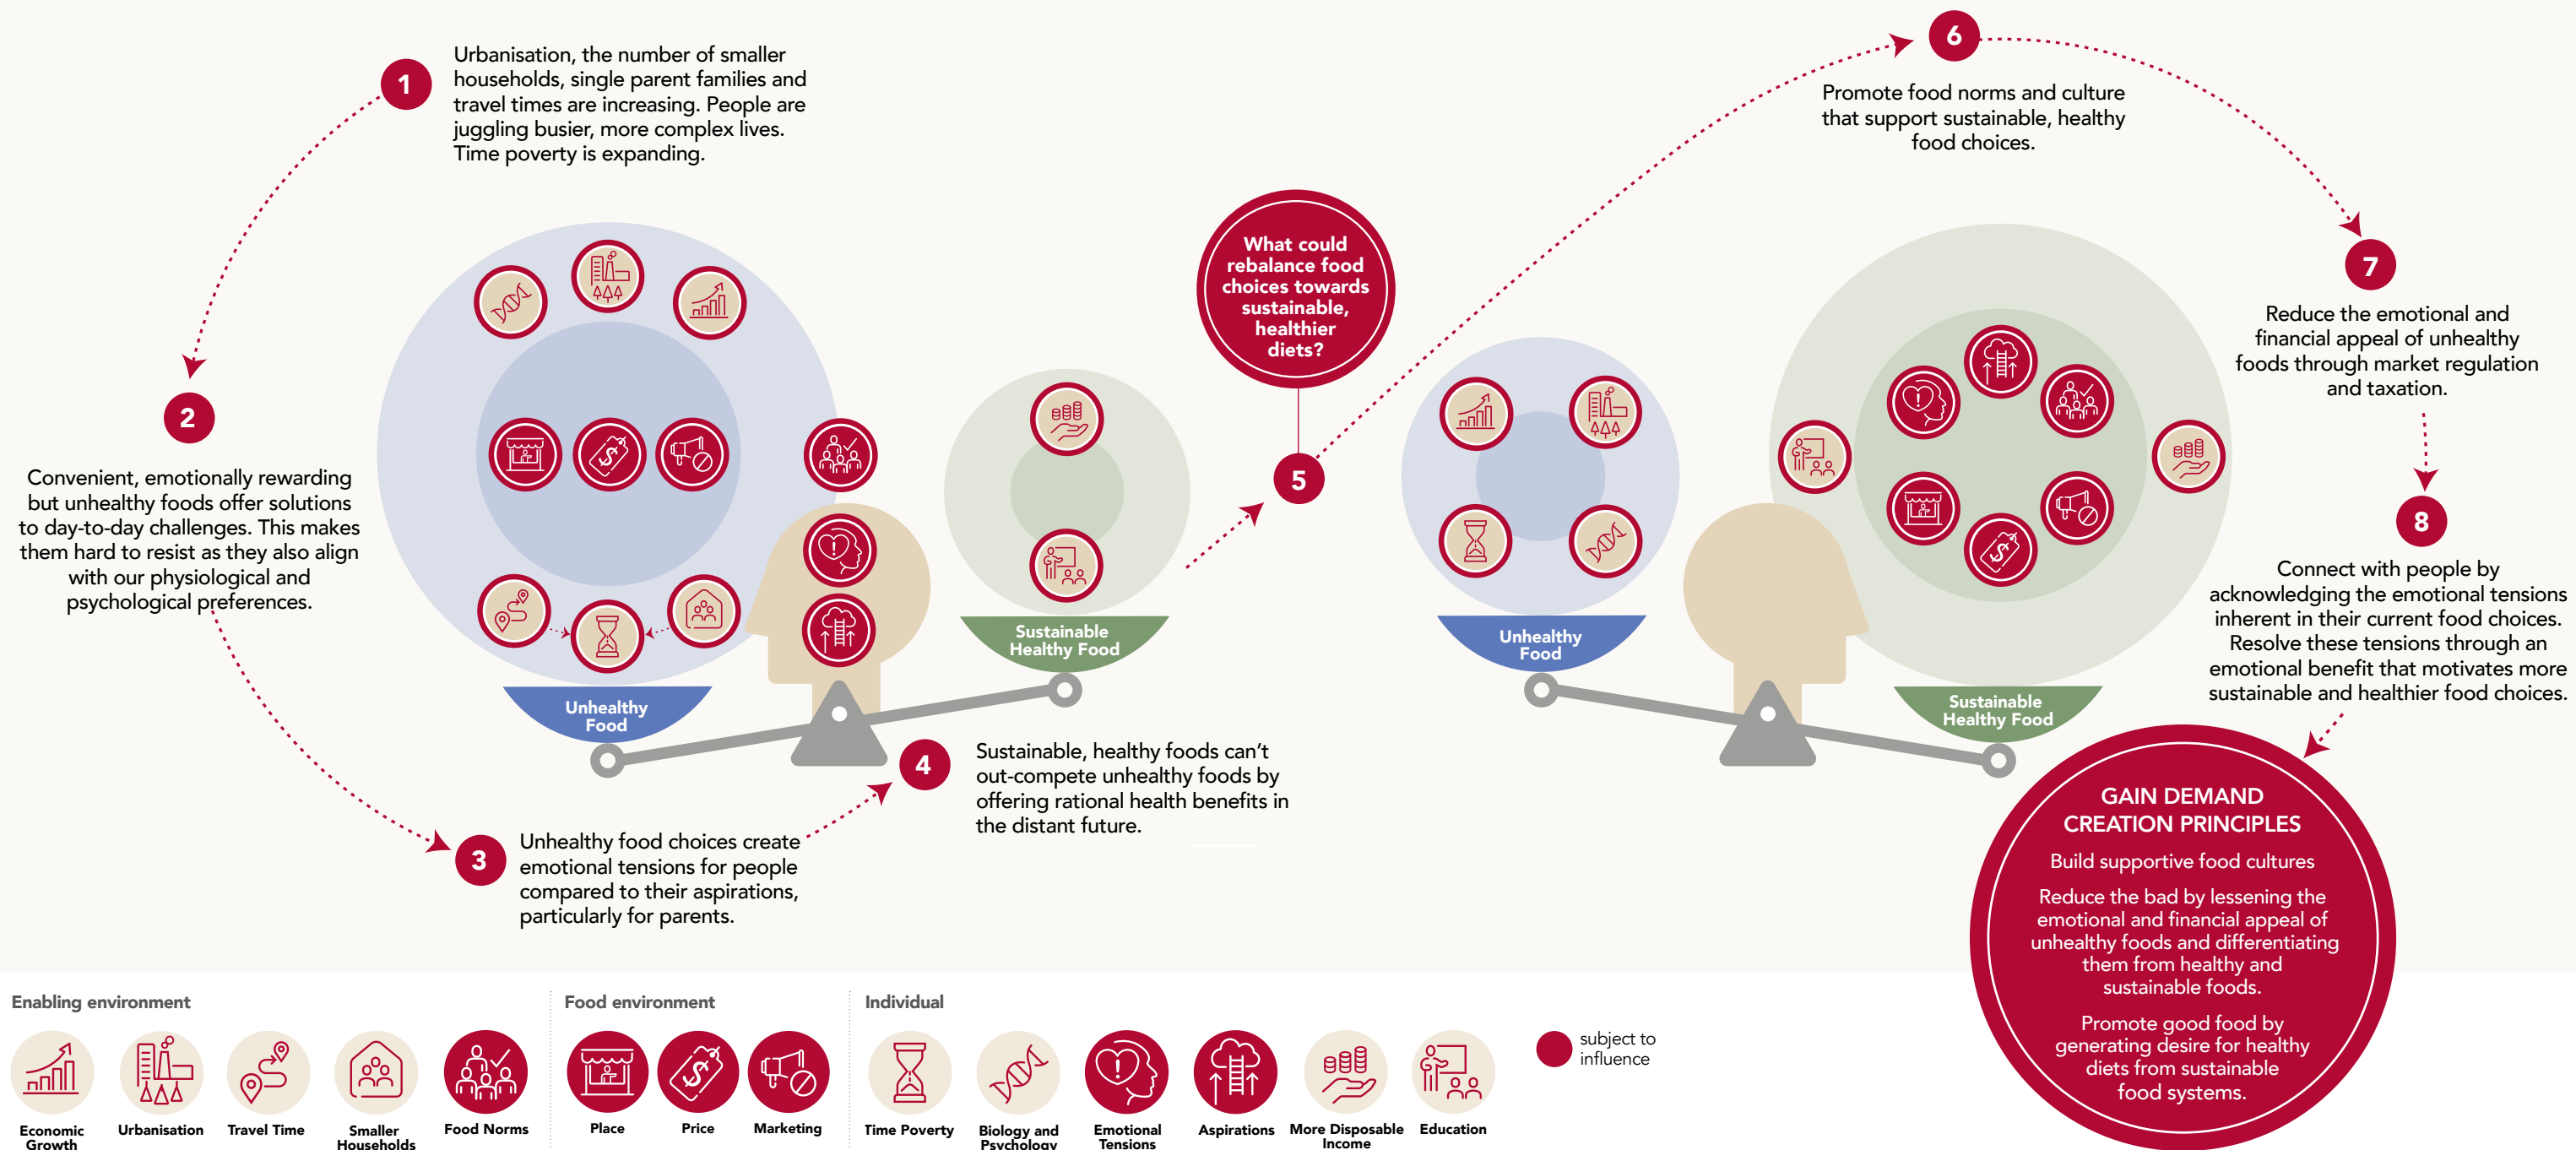 1
Urbanisation, the number of smaller
households, single parent families and
travel times are increasing. People are
juggling busier, more complex lives.
Time poverty is expanding.
2
Convenient, emotionally rewarding
but unhealthy foods offer solutions
to day-to-day challenges. This makes
them hard to resist as they also align
with our physiological and
psychological preferences.
Unhealthy
Food
Sustainable
Healthy Food
3
Unhealthy food choices create
emotional tensions for people
compared to their aspirations,
particularly for parents.
4
Sustainable, healthy foods can’t
out-compete unhealthy foods by
offering rational health benefits in
the distant future.
What could
rebalance food
choices towards
sustainable,
healthier
diets?
5
6
Promote food norms and culture
that support sustainable, healthy
food choices.
7
Reduce the emotional and
financial appeal of unhealthy
foods through market regulation
and taxation.
8
Connect with people by
acknowledging the emotional tensions
inherent in their current food choices.
Resolve these tensions through an
emotional benefit that motivates more
sustainable and healthier food choices.
Unhealthy
Food
Sustainable
Healthy Food
GAIN DEMAND
CREATION PRINCIPLES
Build supportive food cultures
Reduce the bad by lessening the
emotional and financial appeal of
unhealthy foods and differentiating
them from healthy and
sustainable foods.
Promote good food by
generating desire for healthy
diets from sustainable
food systems.
Enabling environment
Economic
Growth
Urbanisation
Travel Time
Smaller
Households
Food Norms
Food environment
Place
Price
Marketing
Individual
Time Poverty
Biology and
Psychology
Emotional
Tensions
Aspirations
More Disposable
Income
Education
subject to
influence